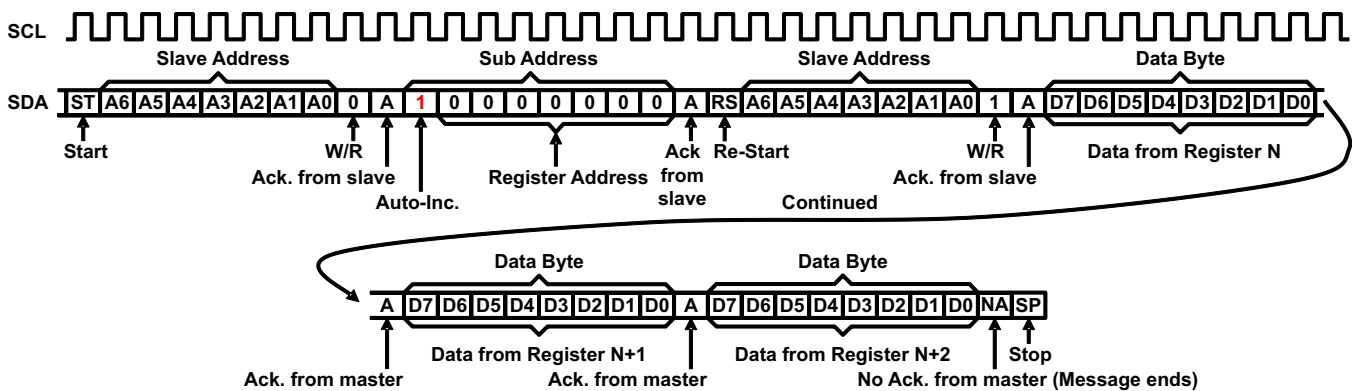 SCL
Slave Address Sub Address Slave Address Data Byte
SDA ST A6 A5 A4 A3 A2 A1 A0 0 A 1 0 0 0 0 0 0 0 A RS A6 A5 A4 A3 A2 A1 A0 1 A D7 D6 D5 D4 D3 D2 D1 D0
Start W/R Ack Re-Start W/R Data from Register N
Ack. from slave Register Address from Ack. from slave
Auto-Inc. slave Continued
Data Byte Data Byte
A D7 D6 D5 D4 D3 D2 D1 D0 A D7 D6 D5 D4 D3 D2 D1 D0 NA SP
Data from Register N+1 Data from Register N+2 Stop
Ack. from master Ack. from master No Ack. from master (Message ends)